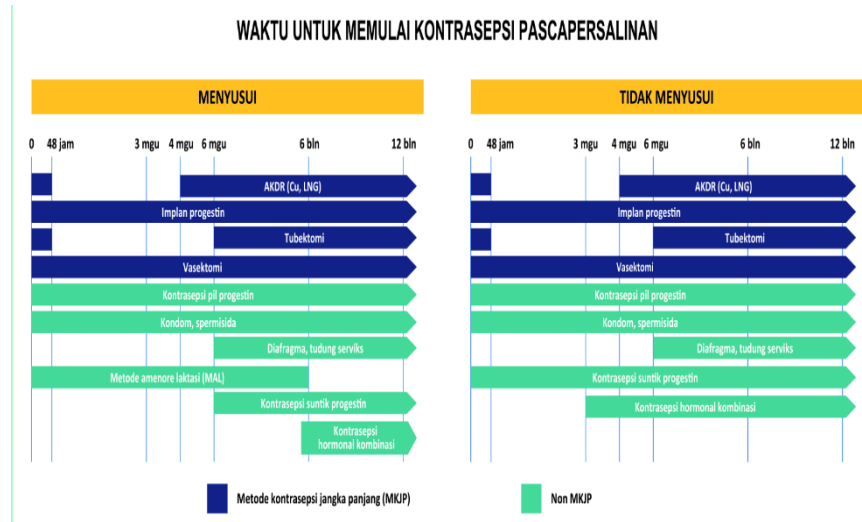 WAKTU UNTUK MEMULAI KONTRASEPSI PASCAPERSALINAN
MENYUSUI
0 48 jam 3 mgu 4 mgu 6 mgu 6 bln 12 bln
AKDR (Cu, LNG)
Implan progestin
Tubektomi
Vasektomi
Kontrasepsi pil progestin
Kondom, spermisida
Diafragma, tudung serviks
Metode amenore laktasi (MAL)
Kontrasepsi suntik progestin
Kontrasepsi
hormonal kombinasi
TIDAK MENYUSUI
0 48 jam 3 mgu 4 mgu 6 mgu 6 bln 12 bln
AKDR (Cu, LNG)
Implan progestin
Tubektomi
Vasektomi
Kontrasepsi pil progestin
Kondom, spermisida
Diafragma, tudung serviks
Kontrasepsi suntik progestin
Kontrasepsi hormonal kombinasi
Metode kontrasepsi jangka panjang (MKJP)
Non MKJP